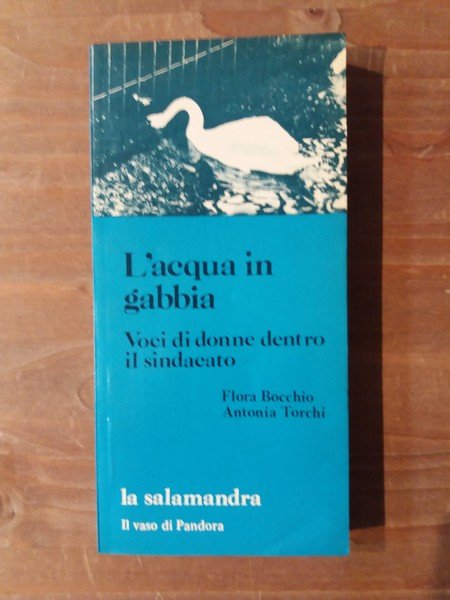 L'acqua in
gabbia
Voci di donne dentro
il sindacato
Flora Bocchio
Antonia Torchi
la salamandra
Il vaso di Pandora